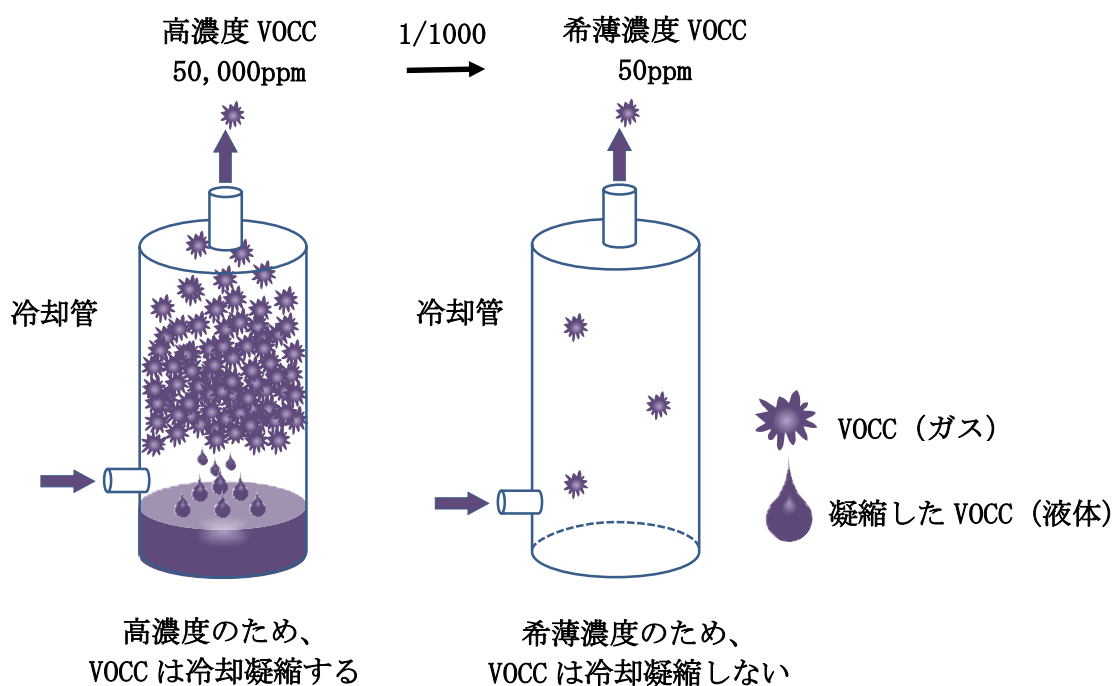 高濃度 VOCC
50,000ppm
1/1000
希薄濃度 VOCC
50ppm
冷却管
冷却管
VOCC（ガス）
凝縮した VOCC（液体）
高濃度のため、
VOCC は冷却凝縮する
希薄濃度のため、
VOCC は冷却凝縮しない